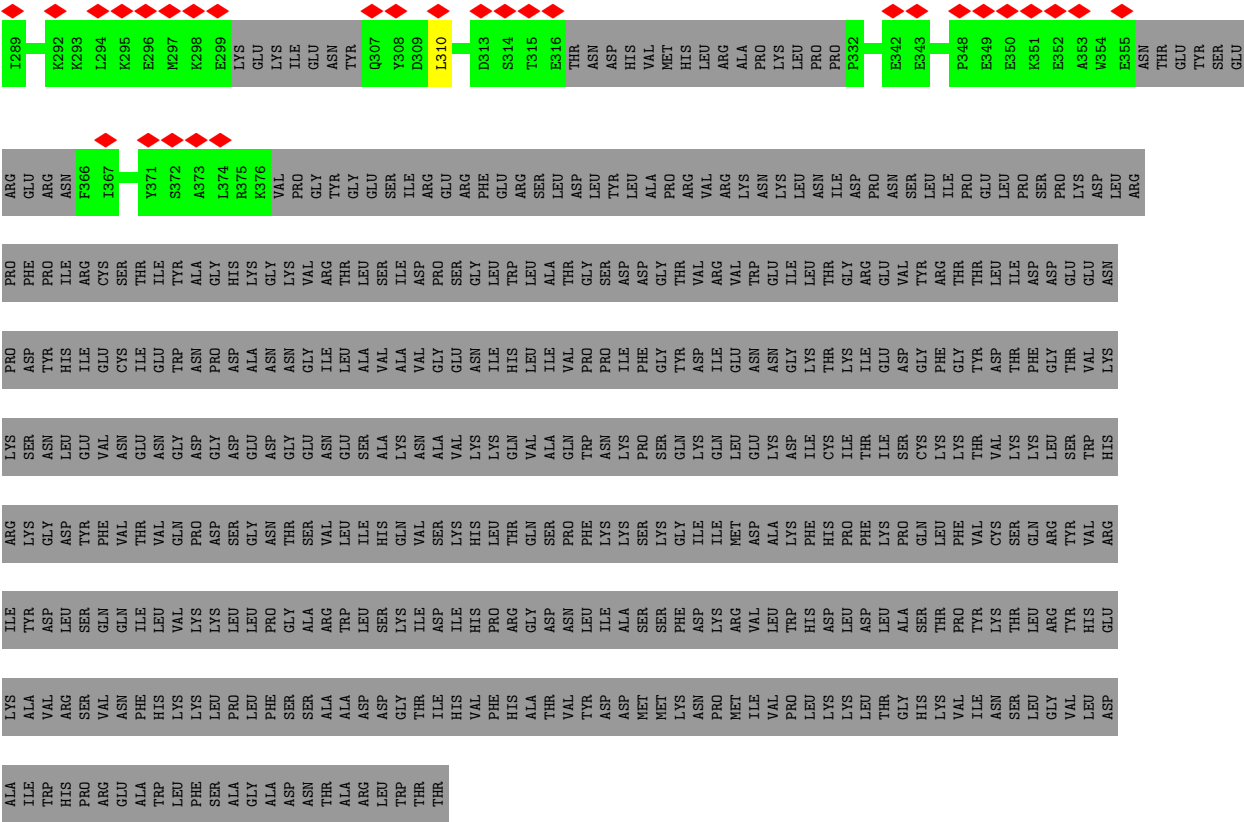 I289 K292 K293 L294 K295 E296 M297 K298 E299 LYS GLU LYS ILE GLU ASN TYR Q307 Y308 D309 L310 D313 S314 T315 E316 THR ASN ASP HIS VAL MET HIS LEU ARG ALA PRO LYS LEU PRO PRO P332 E342 E343 P348 E349 E350 K351 E352 A353 W354 E355 ASN THR GLU TYR SER GLU
ARG GLU ARG ASN F366 I367 Y371 S372 A373 L374 R375 K376 VAL PRO GLY TYR GLY GLU SER ILE ARG GLU ARG PHE GLU ARG SER LEU ASP LEU TYR LEU ALA PRO ARG VAL ARG LYS ASN LYS LEU ASN ILE ASP PRO ASN SER LEU ILE PRO GLU LEU PRO SER PRO LYS ASP LEU ARG
PRO PHE PRO ILE ARG CYS SER THR ILE TYR ALA GLY HIS LYS GLY LYS VAL ARG THR LEU SER ILE ASP PRO SER GLY LEU TRP LEU ALA THR GLY SER ASP ASP GLY THR VAL ARG VAL TRP GLU ILE LEU THR GLY ARG GLU VAL TYR ARG THR THR LEU ILE ASP ASP GLU GLU ASN
PRO ASP TYR HIS ILE GLU CYS ILE GLU TRP ASN PRO ASP ALA ASN ASN GLY ILE LEU ALA VAL ALA VAL GLY GLU ASN ILE HIS LEU ILE VAL PRO PRO ILE PHE GLY TYR ASP ILE GLU ASN ASN GLY LYS THR LYS ILE GLU ASP GLY PHE GLY TYR ASP THR PHE GLY THR VAL LYS
LYS SER ASN LEU GLU VAL ASN GLU ASN GLY ASP GLY ASP GLU ASP GLY GLU ASN GLU SER ALA LYS ASN ALA VAL LYS LYS GLN VAL ALA GLN TRP ASN LYS PRO SER GLN LYS GLN LEU GLU LYS ASP ILE CYS ILE THR ILE SER CYS LYS LYS THR VAL LYS LYS LEU SER TRP HIS
ARG LYS GLY ASP TYR PHE VAL THR VAL GLN PRO ASP SER GLY ASN THR SER VAL LEU ILE HIS GLN VAL SER LYS HIS LEU THR GLN SER PRO PHE LYS LYS SER LYS GLY ILE ILE MET ASP ALA LYS PHE HIS PRO PHE LYS PRO GLN LEU PHE VAL CYS SER GLN ARG TYR VAL ARG
ILE TYR ASP LEU SER GLN GLN ILE LEU VAL LYS LYS LEU LEU PRO GLY ALA ARG TRP LEU SER LYS ILE ASP ILE HIS PRO ARG GLY ASP ASN LEU ILE ALA SER SER PHE ASP LYS ARG VAL LEU TRP HIS ASP LEU ASP LEU ALA SER THR PRO TYR LYS THR LEU ARG TYR HIS GLU
LYS ALA VAL ARG SER VAL ASN PHE HIS LYS LYS LEU PRO LEU PHE SER SER ALA ALA ASP ASP GLY THR ILE HIS VAL PHE HIS ALA THR VAL TYR ASP ASP MET MET LYS ASN PRO MET ILE VAL PRO LEU LYS LYS LEU THR GLY HIS LYS VAL ILE ASN SER LEU GLY VAL LEU ASP
ALA ILE TRP HIS PRO ARG GLU ALA TRP LEU PHE SER ALA GLY ALA ASP ASN THR ALA ARG LEU TRP THR THR